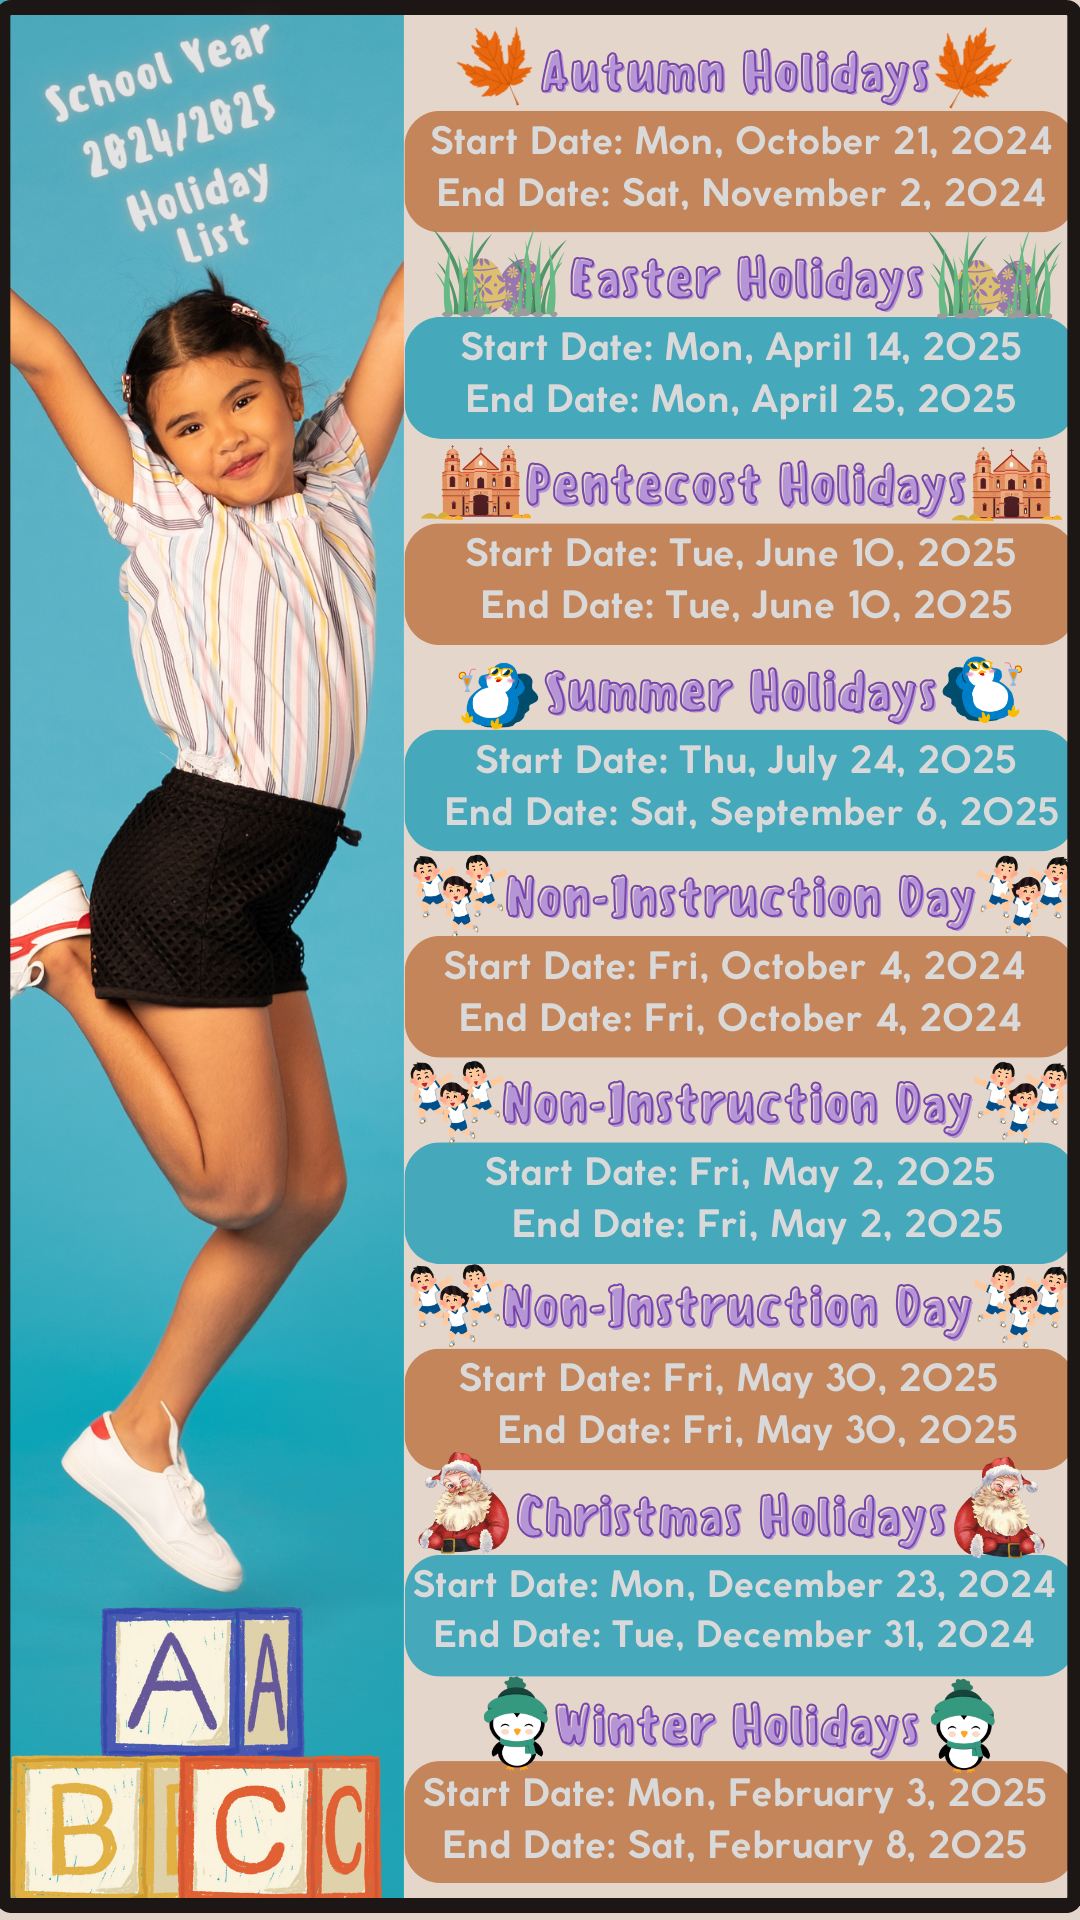 School Year
2024/2025
Holiday
List
Autumn Holidays
Start Date: Mon, October 21, 2024
End Date: Sat, November 2, 2024
Easter Holidays
Start Date: Mon, April 14, 2025
End Date: Mon, April 25, 2025
Pentecost Holidays
Start Date: Tue, June 10, 2025
End Date: Tue, June 10, 2025
Summer Holidays
Start Date: Thu, July 24, 2025
End Date: Sat, September 6, 2025
Non-Instruction Day
Start Date: Fri, October 4, 2024
End Date: Fri, October 4, 2024
Non-Instruction Day
Start Date: Fri, May 2, 2025
End Date: Fri, May 2, 2025
Non-Instruction Day
Start Date: Fri, May 30, 2025
End Date: Fri, May 30, 2025
Christmas Holidays
Start Date: Mon, December 23, 2024
End Date: Tue, December 31, 2024
Winter Holidays
Start Date: Mon, February 3, 2025
End Date: Sat, February 8, 2025
A A
B B C C